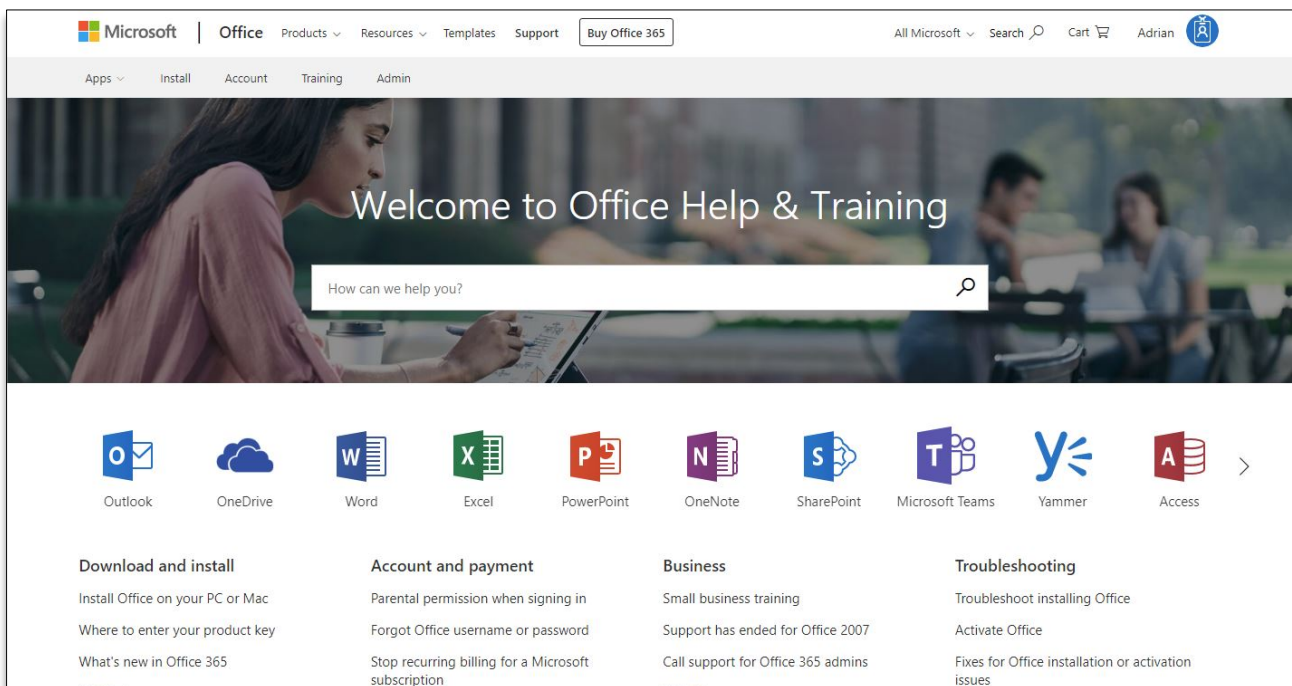 Microsoft Office Products Resources Templates Support Buy Office 365 All Microsoft Search Cart Adrian
Apps Install Account Training Admin
Welcome to Office Help & Training
How can we help you?
Outlook OneDrive Word Excel PowerPoint OneNote SharePoint Microsoft Teams Yammer Access
Download and install
Install Office on your PC or Mac
Where to enter your product key
What's new in Office 365
Account and payment
Parental permission when signing in
Forgot Office username or password
Stop recurring billing for a Microsoft
subscription
Business
Small business training
Support has ended for Office 2007
Call support for Office 365 admins
Troubleshooting
Troubleshoot installing Office
Activate Office
Fixes for Office installation or activation
issues